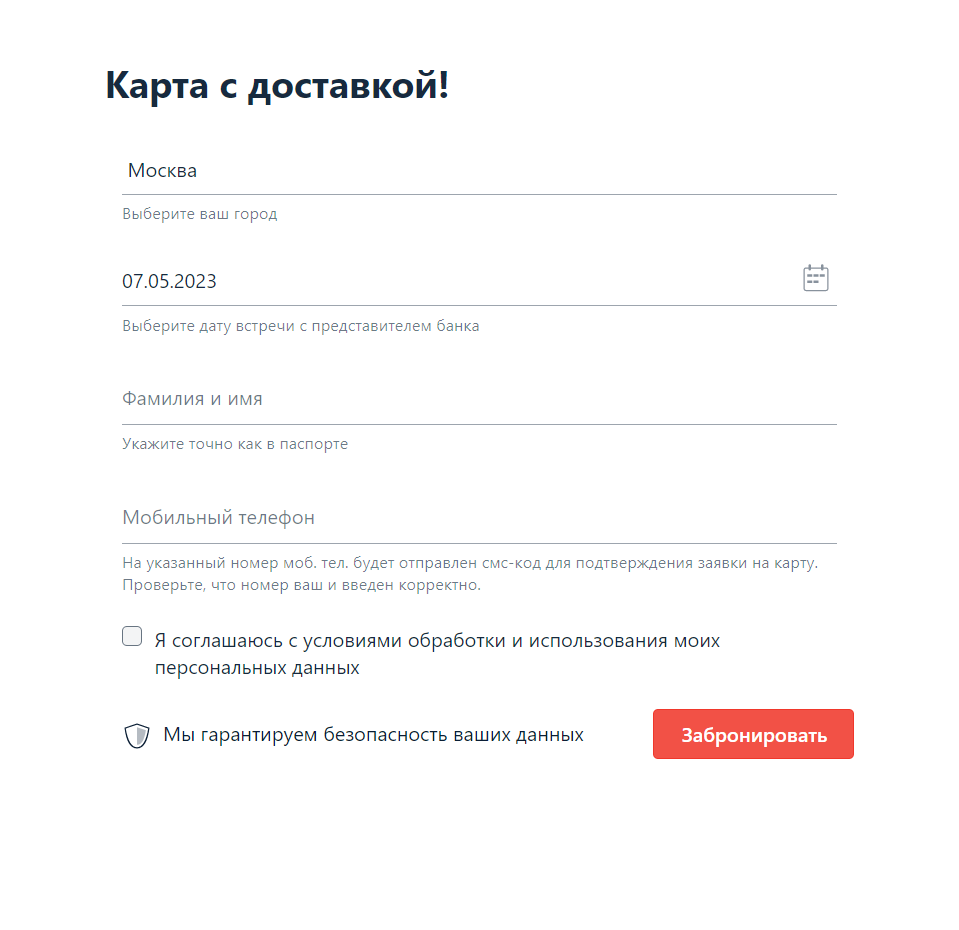 Карта с доставкой!
Москва
Выберите ваш город
07.05.2023
Выберите дату встречи с представителем банка
Фамилия и имя
Укажите точно как в паспорте
Мобильный телефон
На указанный номер моб. тел. будет отправлен смс-код для подтверждения заявки на карту.
Проверьте, что номер ваш и введен корректно.
Я соглашаюсь с условиями обработки и использования моих
персональных данных
Мы гарантируем безопасность ваших данных
Забронировать